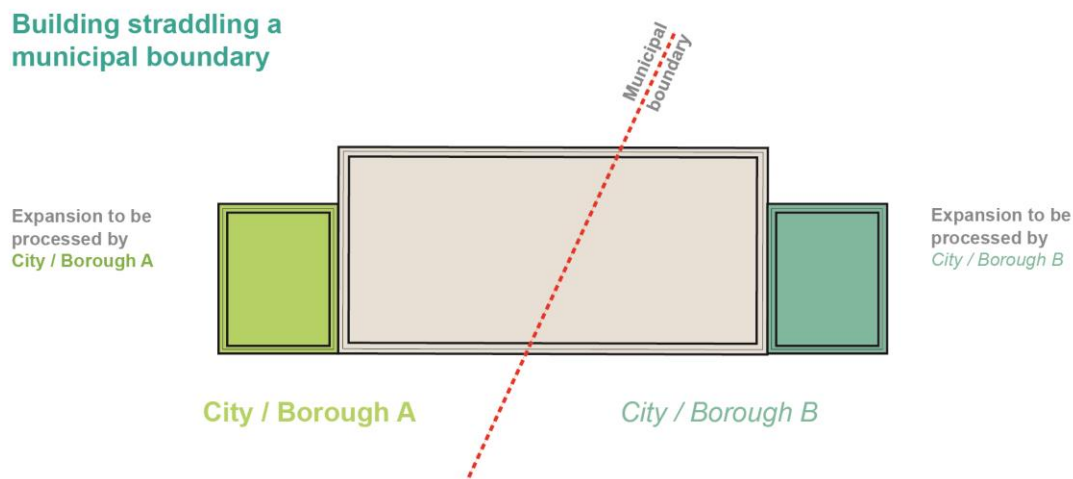 Building straddling a
municipal boundary
Municipal
boundary
Expansion to be
processed by
City / Borough A
Expansion to be
processed by
City / Borough B
City / Borough A
City / Borough B